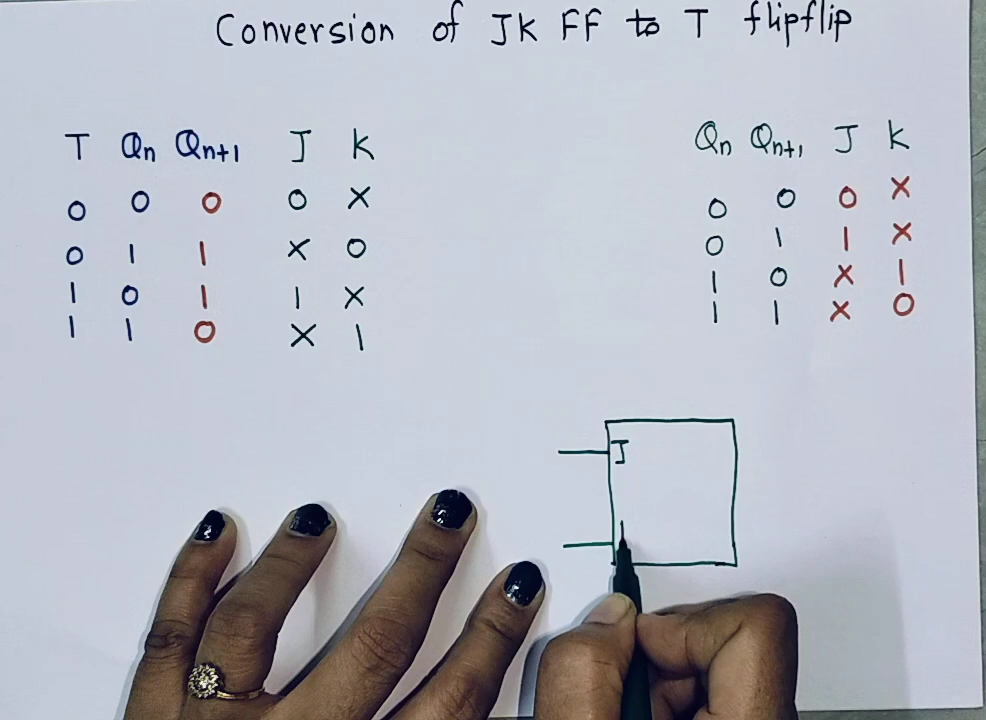 Conversion of JK FF to T flipflip
T Qn Qn+1 J K
0 0 0 0 X
0 1 1 X 0
1 0 1 1 X
1 1 0 X 1
Qn Qn+1 J K
0 0 0 X
0 1 1 X
1 0 X 1
1 1 X 0
J